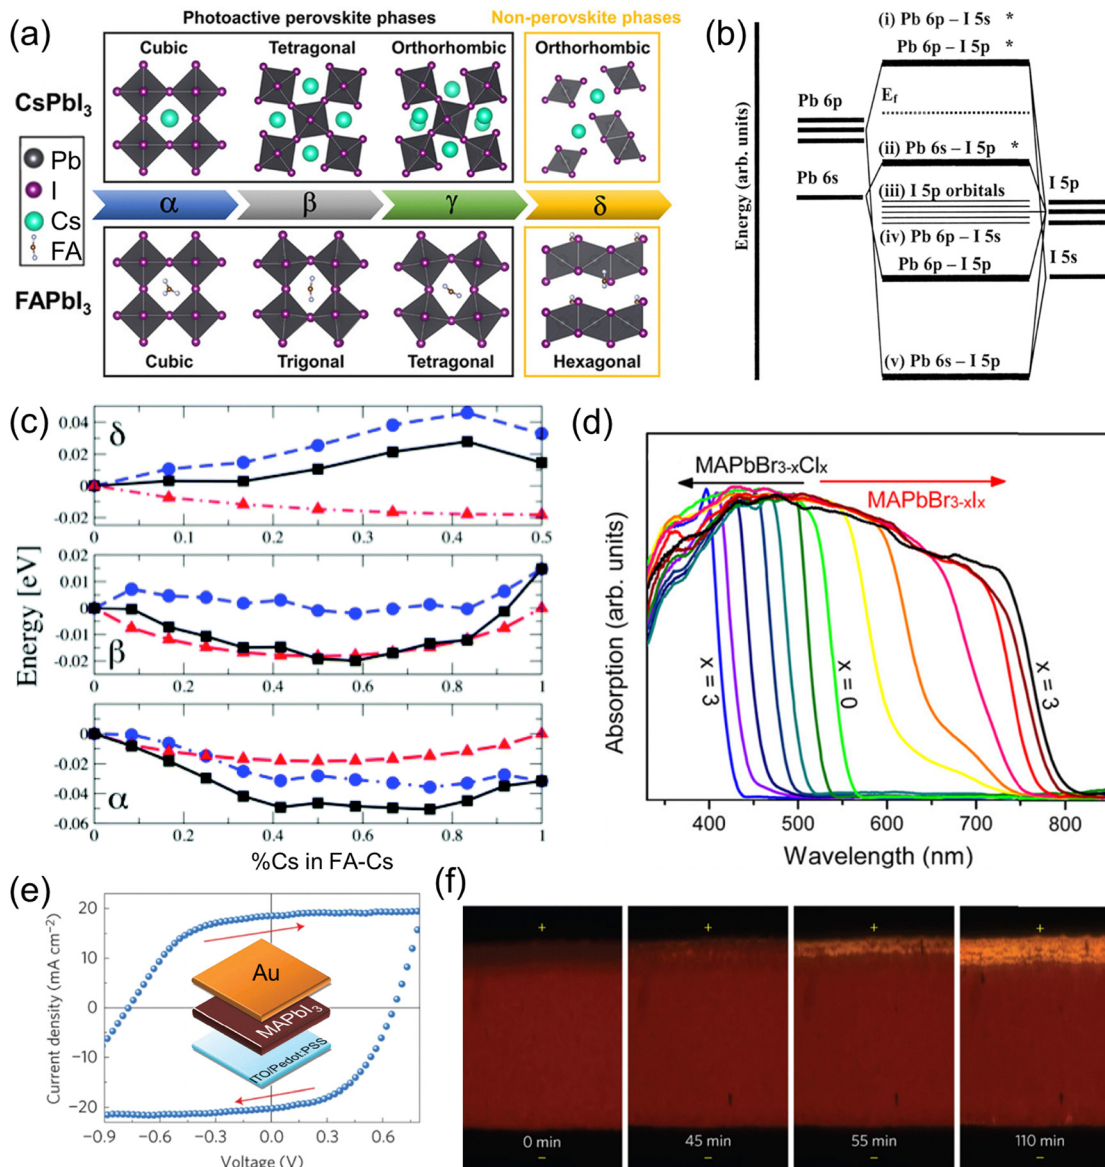 (a)
Photoactive perovskite phases
Non-perovskite phases
Cubic
Tetragonal
Orthorhombic
Orthorhombic
CsPbI3
Pb
I
Cs
FA
α
β
γ
δ
FAPbI3
Cubic
Trigonal
Tetragonal
Hexagonal
(b)
Energy (arb. units)
(i) Pb 6p – I 5s *
Pb 6p – I 5p *
Pb 6p
Ef
(ii) Pb 6s – I 5p *
Pb 6s
(iii) I 5p orbitals
I 5p
(iv) Pb 6p – I 5s
Pb 6p – I 5p
I 5s
(v) Pb 6s – I 5p
(c)
Energy [eV]
0.04
0.02
0
-0.02
δ
0 0.1 0.2 0.3 0.4 0.5
0.01
0
-0.01
-0.02
β
0 0.2 0.4 0.6 0.8 1
0
-0.02
-0.04
-0.06
α
0 0.2 0.4 0.6 0.8 1
%Cs in FA-Cs
(d)
Absorption (arb. units)
MAPbBr3-xClx
MAPbBr3-xIx
x = 3
x = 0
x = 3
400 500 600 700 800
Wavelength (nm)
(e)
Current density (mA cm−2)
20
10
0
−10
−20
Au
MAPbI3
ITO/Pedot:PSS
−0.9 −0.6 −0.3 0.0 0.3 0.6
Voltage (V)
(f)
+ + + +
0 min 45 min 55 min 110 min
− − − −